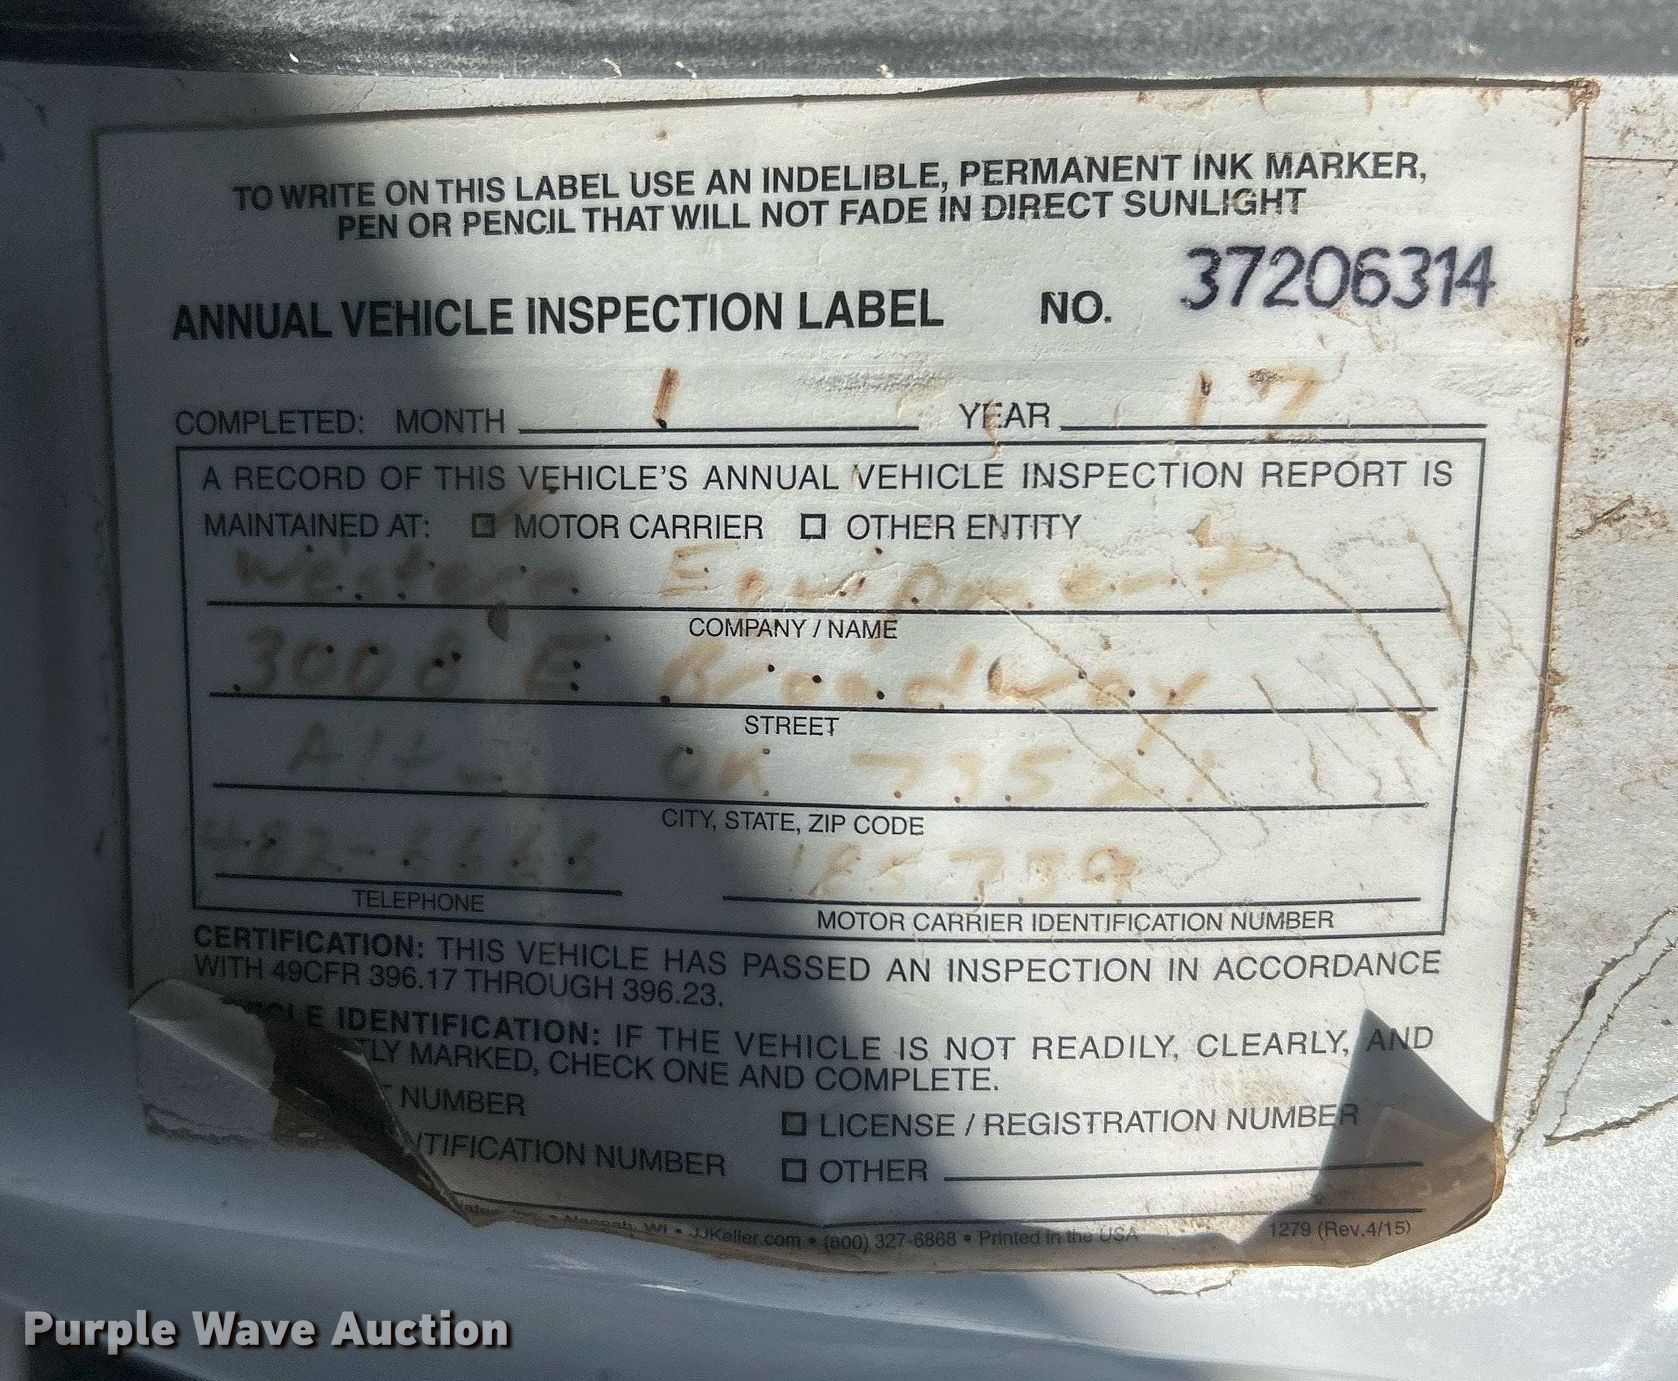 TO WRITE ON THIS LABEL USE AN INDELIBLE, PERMANENT INK MARKER,
PEN OR PENCIL THAT WILL NOT FADE IN DIRECT SUNLIGHT
ANNUAL VEHICLE INSPECTION LABEL NO. 37206314
COMPLETED: MONTH 1 YEAR 17
A RECORD OF THIS VEHICLE'S ANNUAL VEHICLE INSPECTION REPORT IS
MAINTAINED AT: ☐ MOTOR CARRIER ☐ OTHER ENTITY
Western Equipment
COMPANY / NAME
3008 E Broadway
STREET
OK 73521
CITY, STATE, ZIP CODE
185739
TELEPHONE
MOTOR CARRIER IDENTIFICATION NUMBER
CERTIFICATION: THIS VEHICLE HAS PASSED AN INSPECTION IN ACCORDANCE
WITH 49CFR 396.17 THROUGH 396.23.
IDENTIFICATION: IF THE VEHICLE IS NOT READILY, CLEARLY, AND
MARKED, CHECK ONE AND COMPLETE.
NUMBER
☐ LICENSE / REGISTRATION NUMBER
NUMBER
☐ OTHER
WI • JJKeller.com • (800) 327-6868 • Printed in the USA 1279 (Rev.4/15)
Purple Wave Auction